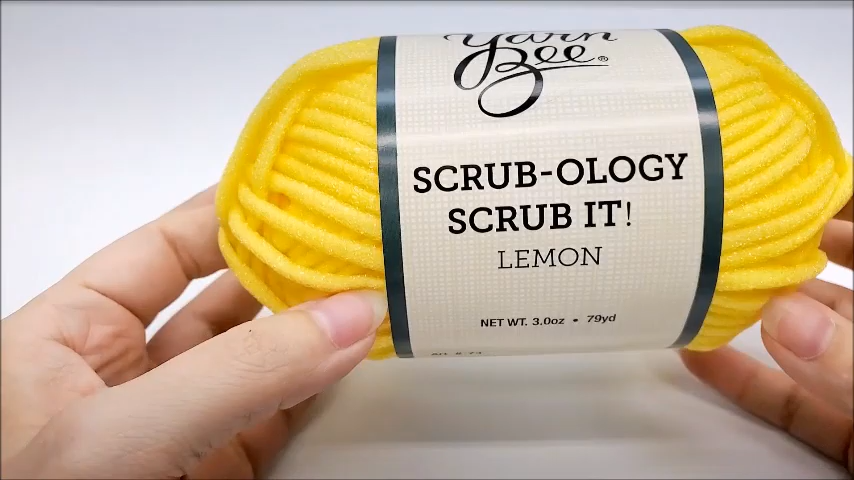 Yarn
Bee®
SCRUB-OLOGY
SCRUB IT!
LEMON
NET WT. 3.0oz • 79yd